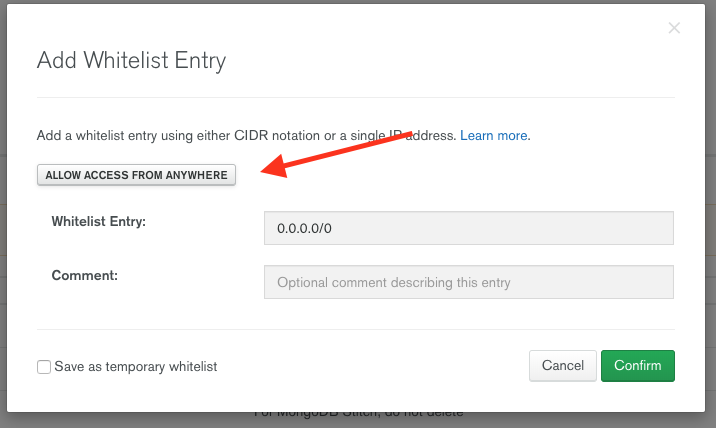 Add Whitelist Entry
Add a whitelist entry using either CIDR notation or a single IP address. Learn more.
ALLOW ACCESS FROM ANYWHERE
Whitelist Entry: 0.0.0.0/0
Comment: Optional comment describing this entry
Save as temporary whitelist Cancel Confirm
For MongoDB Stitch, do not delete